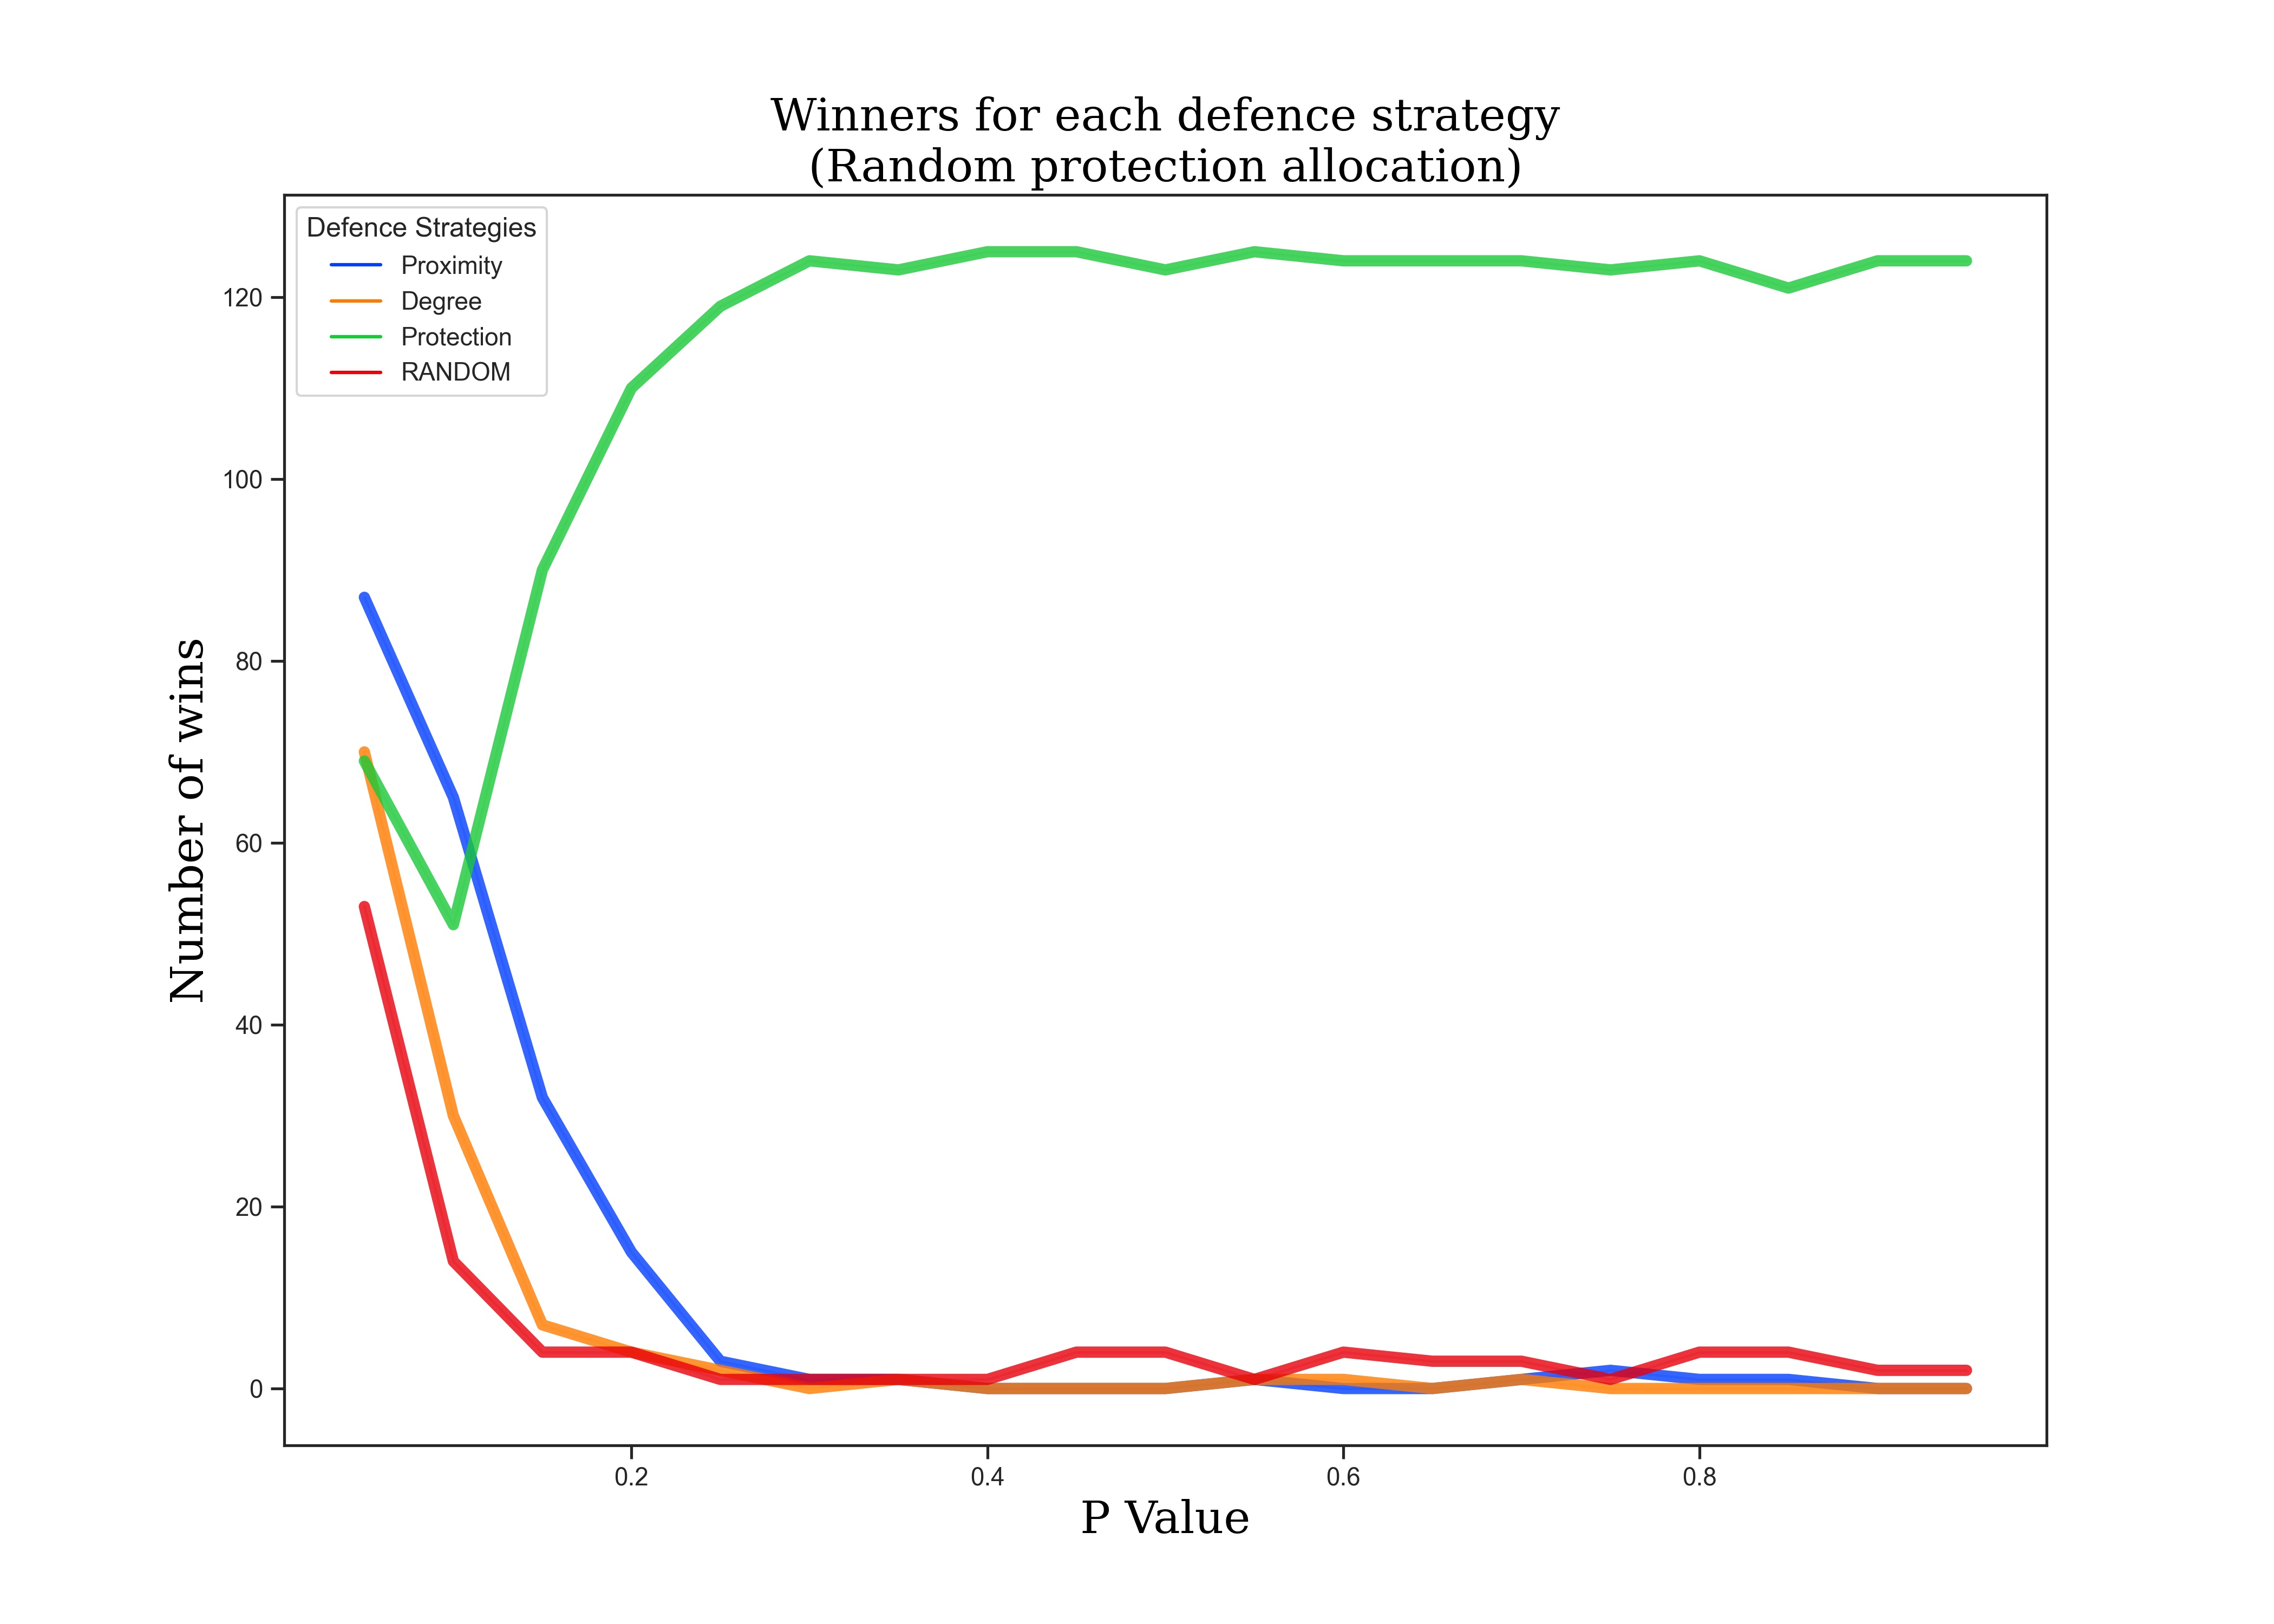 Winners for each defence strategy
(Random protection allocation)
Defence Strategies
Proximity
Degree
Protection
RANDOM
120
100
80
60
40
20
0
Number of wins
0.2
0.4
0.6
0.8
P Value